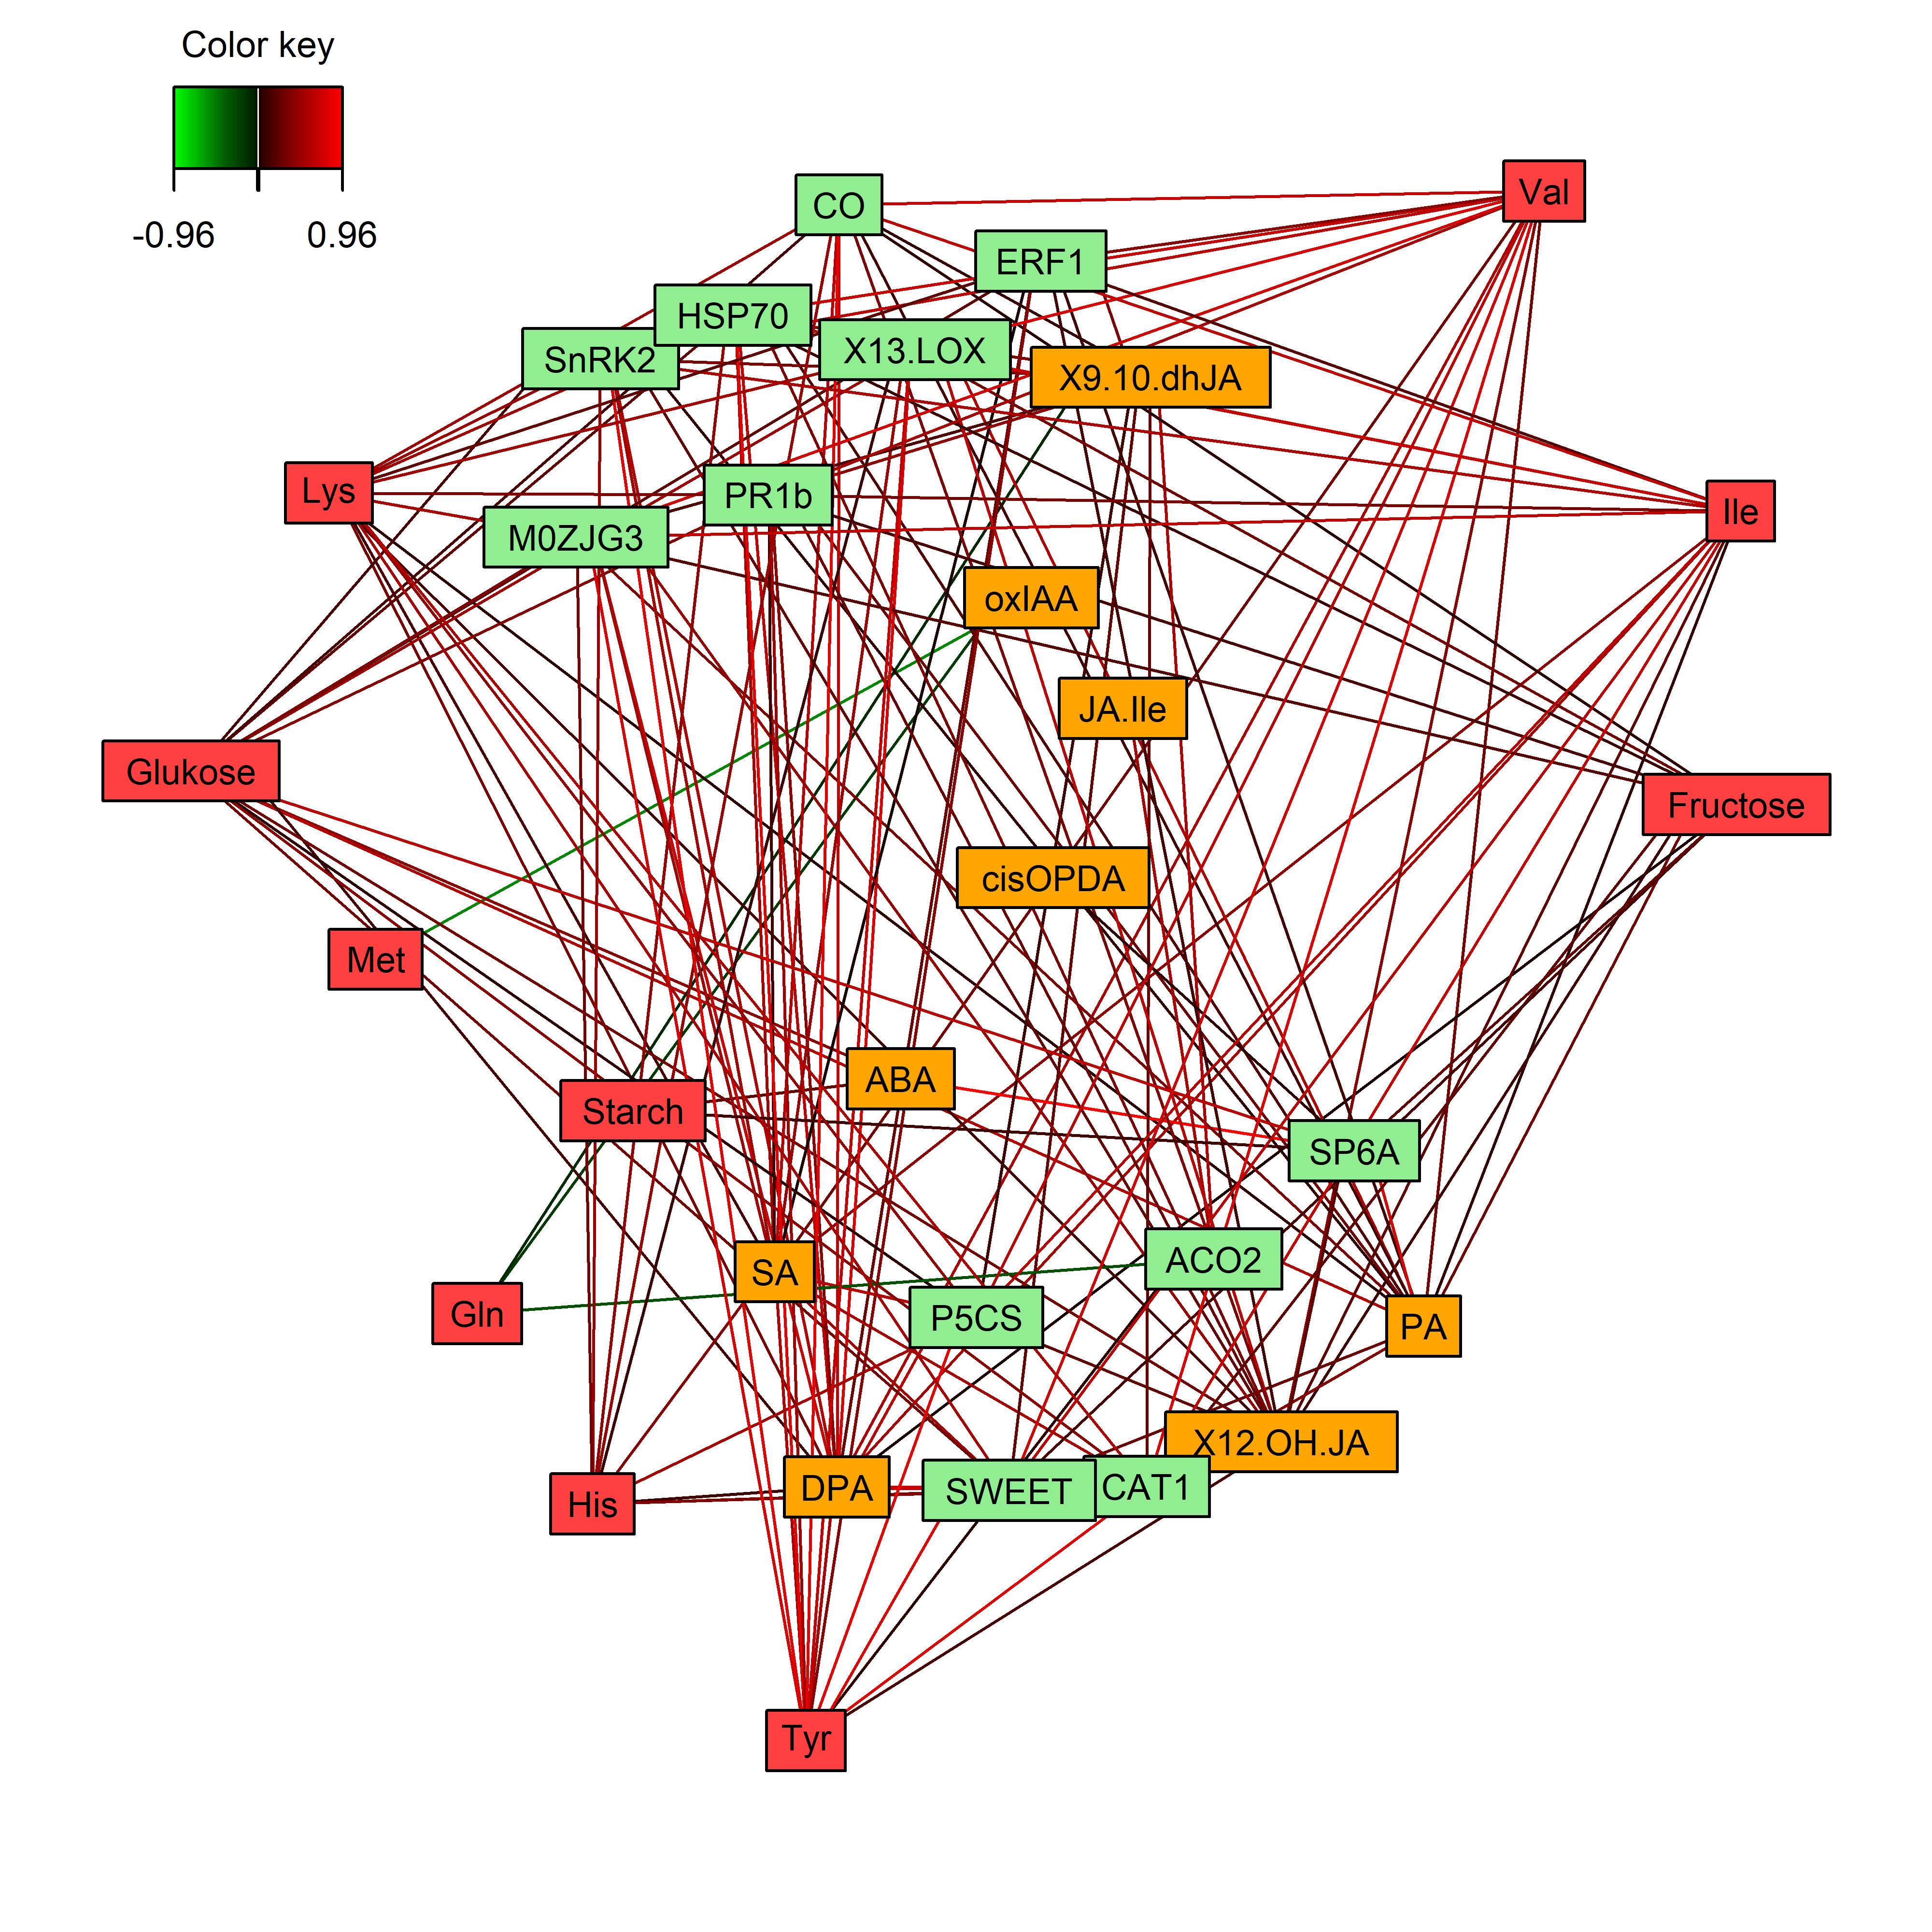 Color key
-0.96 0.96
CO
Val
ERF1
HSP70
SnRK2
X13.LOX
X9.10.dhJA
Lys
PR1b
Ile
M0ZJG3
oxIAA
JA.Ile
Glukose
Fructose
cisOPDA
Met
ABA
Starch
SP6A
SA
ACO2
Gln
P5CS
PA
X12.OH.JA
His
DPA
SWEET
CAT1
Tyr